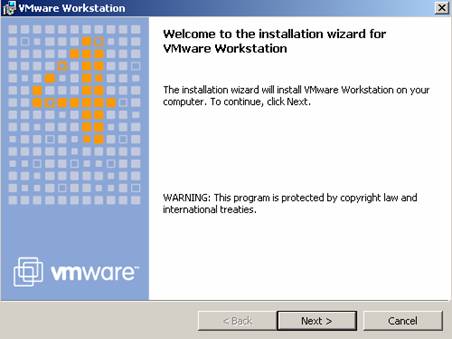 VMware Workstation
Welcome to the installation wizard for
VMware Workstation
The installation wizard will install VMware Workstation on your
computer. To continue, click Next.
WARNING: This program is protected by copyright law and
international treaties.
vmware™
< Back
Next >
Cancel